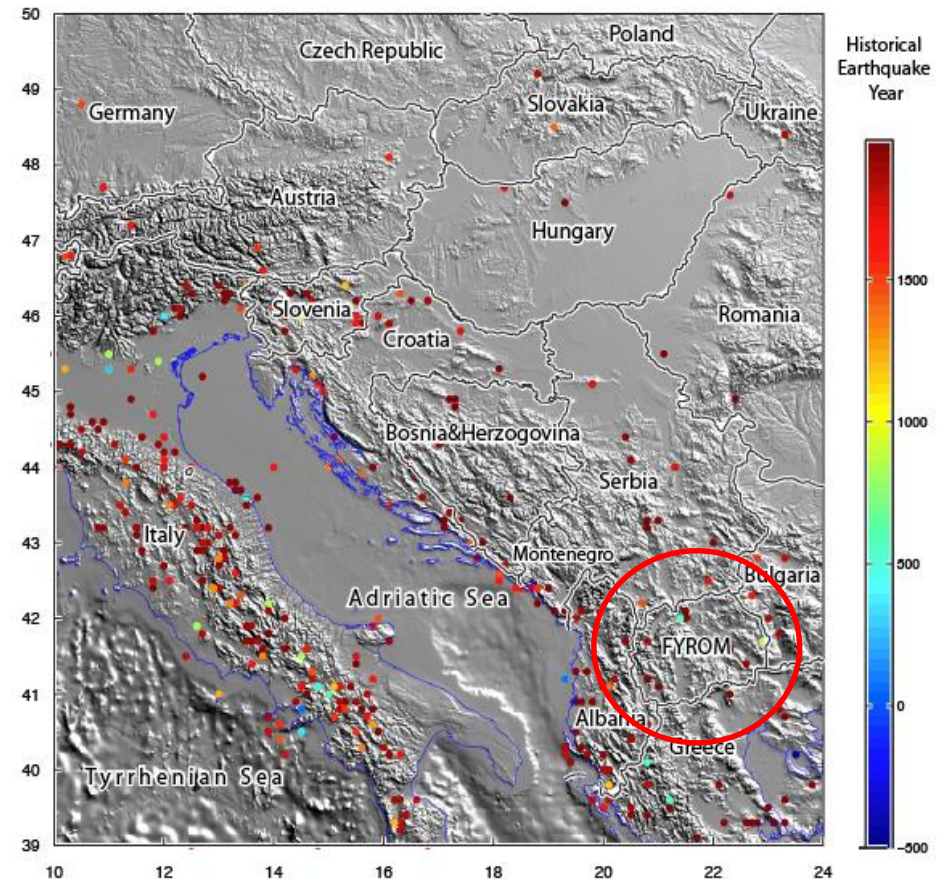 50
49
48
47
46
45
44
43
42
41
40
39
10
12
14
16
18
20
22
24
Czech Republic
Poland
Germany
Slovakia
Ukraine
Austria
Hungary
Slovenia
Croatia
Romania
Bosnia&Herzogovina
Serbia
Italy
Montenegro
Bulgaria
Adriatic Sea
FYROM
Albania
Greece
Tyrrhenian Sea
Historical
Earthquake
Year
1500
1000
500
0
-500